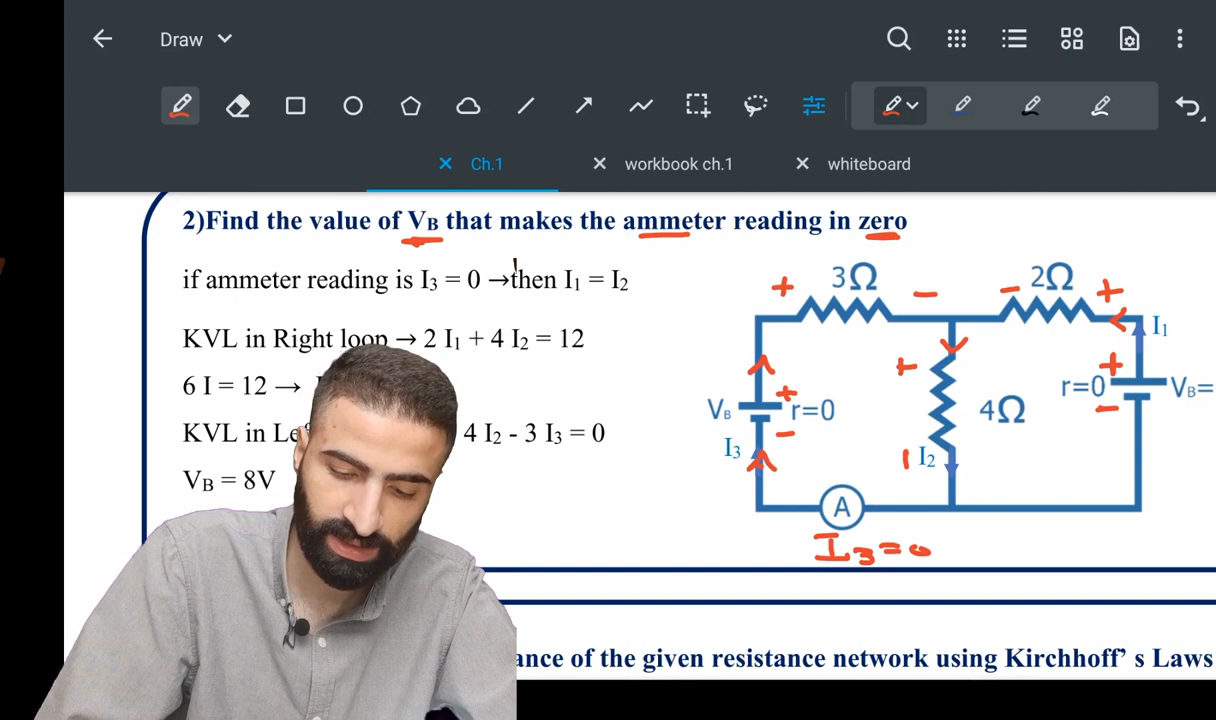 Draw
Ch.1
workbook ch.1
whiteboard
2)Find the value of VB that makes the ammeter reading in zero
if ammeter reading is I3 = 0 →then I1 = I2
KVL in Right loop → 2 I1 + 4 I2 = 12
6 I = 12 →
KVL in 4 I2 - 3 I3 = 0
VB = 8V
3Ω
2Ω
+ − − +
I1
+ +
r=0
VB=
+
VB
r=0
4Ω
−
−
I3
I2
A
I3=0
ance of the given resistance network using Kirchhoff’ s Laws